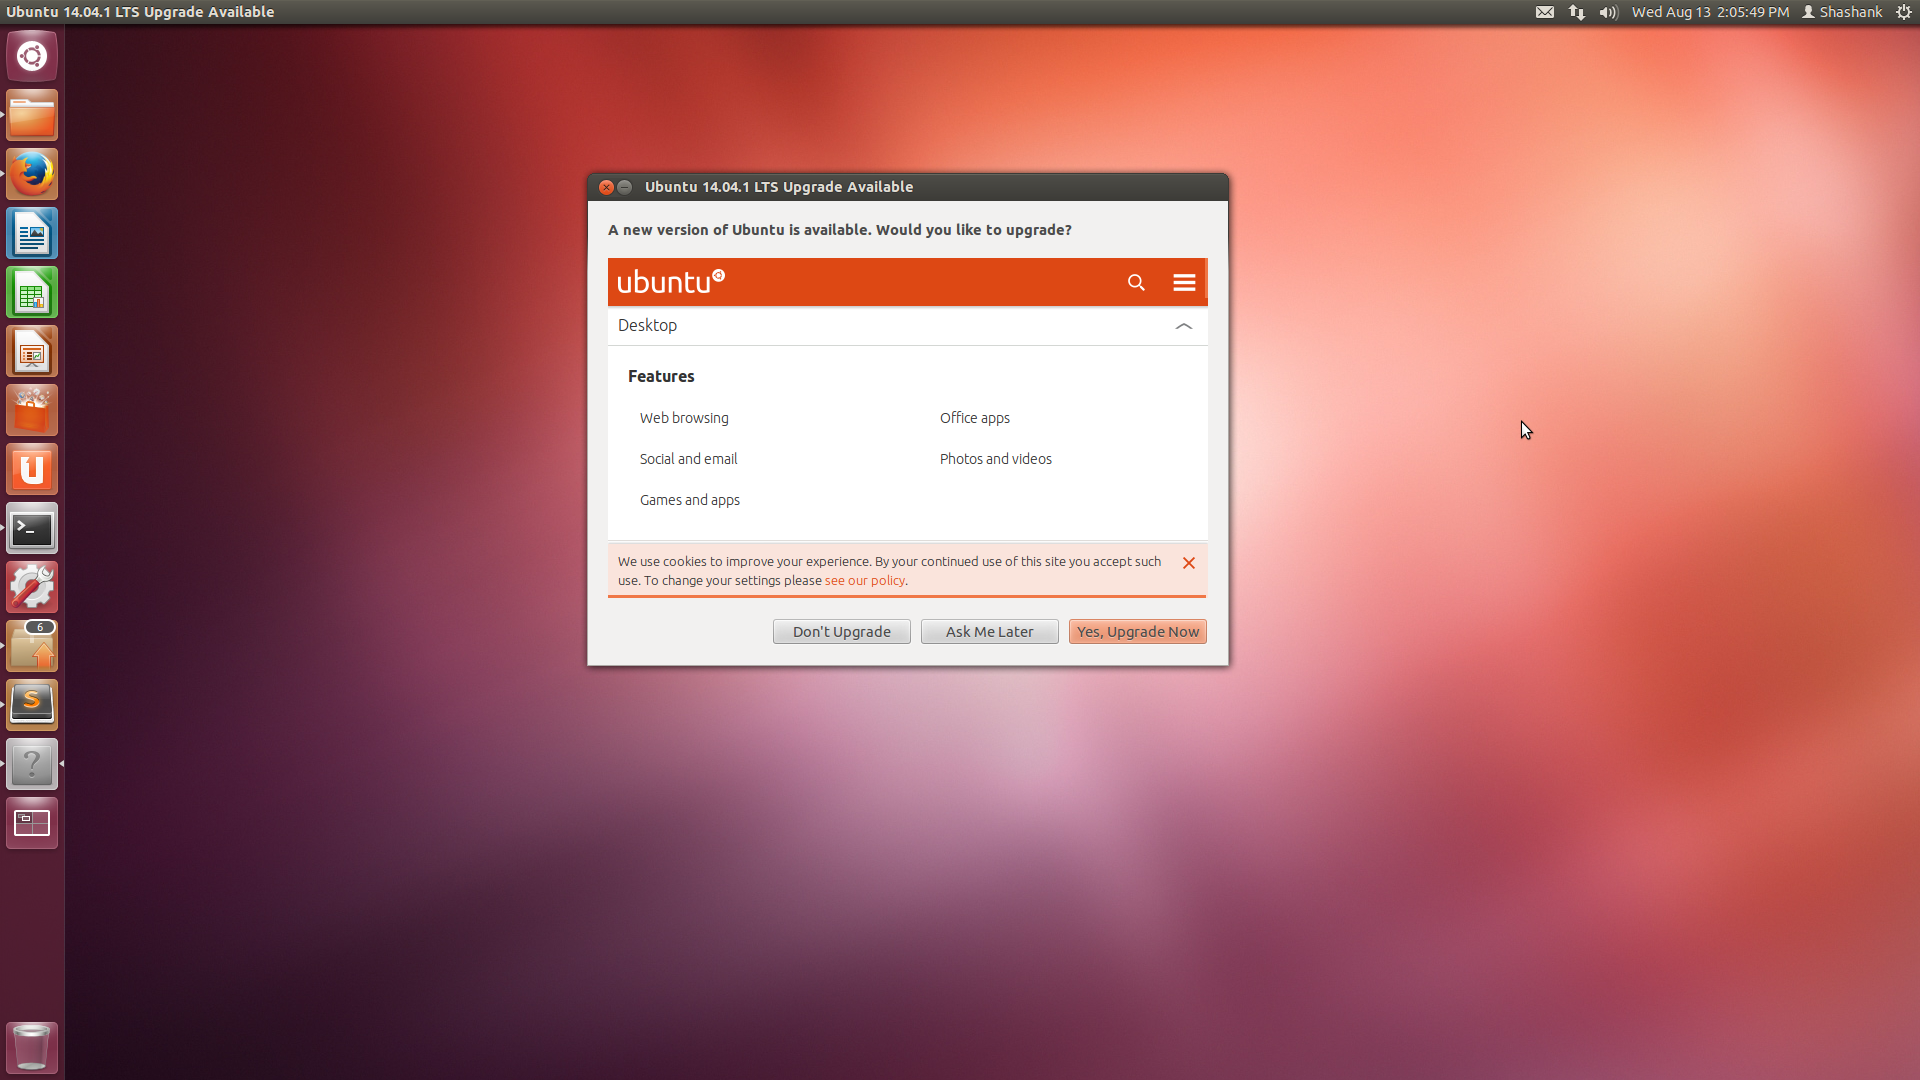 Ubuntu 14.04.1 LTS Upgrade Available
Wed Aug 13 2:05:49 PM
Shashank
Ubuntu 14.04.1 LTS Upgrade Available
A new version of Ubuntu is available. Would you like to upgrade?
ubuntu
Desktop
Features
Web browsing
Office apps
Social and email
Photos and videos
Games and apps
We use cookies to improve your experience. By your continued use of this site you accept such
use. To change your settings please see our policy.
Don't Upgrade
Ask Me Later
Yes, Upgrade Now
U
>_
6
S
?